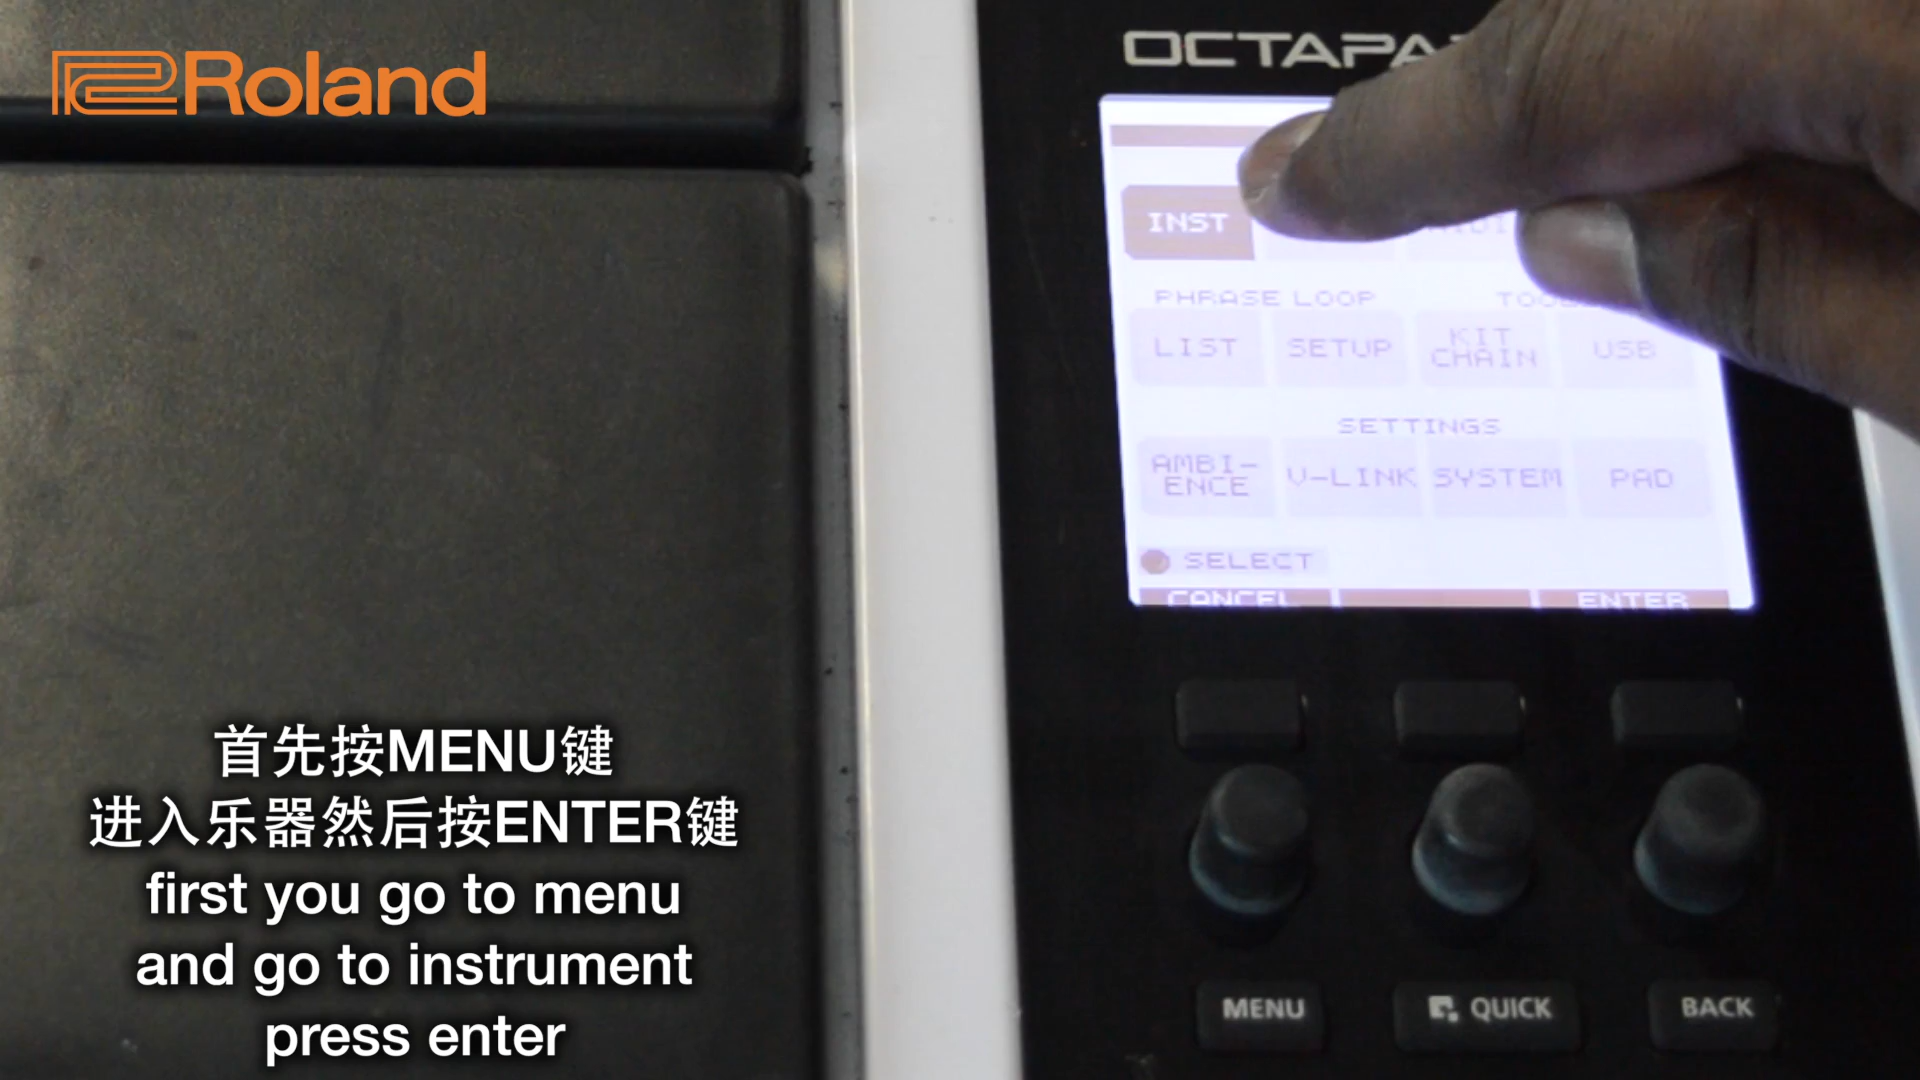 Roland
OCTAPA
INST
PHRASE LOOP
LIST
SETUP
KIT
CHAIN
USB
SETTINGS
AMBI-
ENCE
V-LINK
SYSTEM
PAD
SELECT
CANCEL
ENTER
MENU
QUICK
BACK
首先按MENU键
进入乐器然后按ENTER键
first you go to menu
and go to instrument
press enter